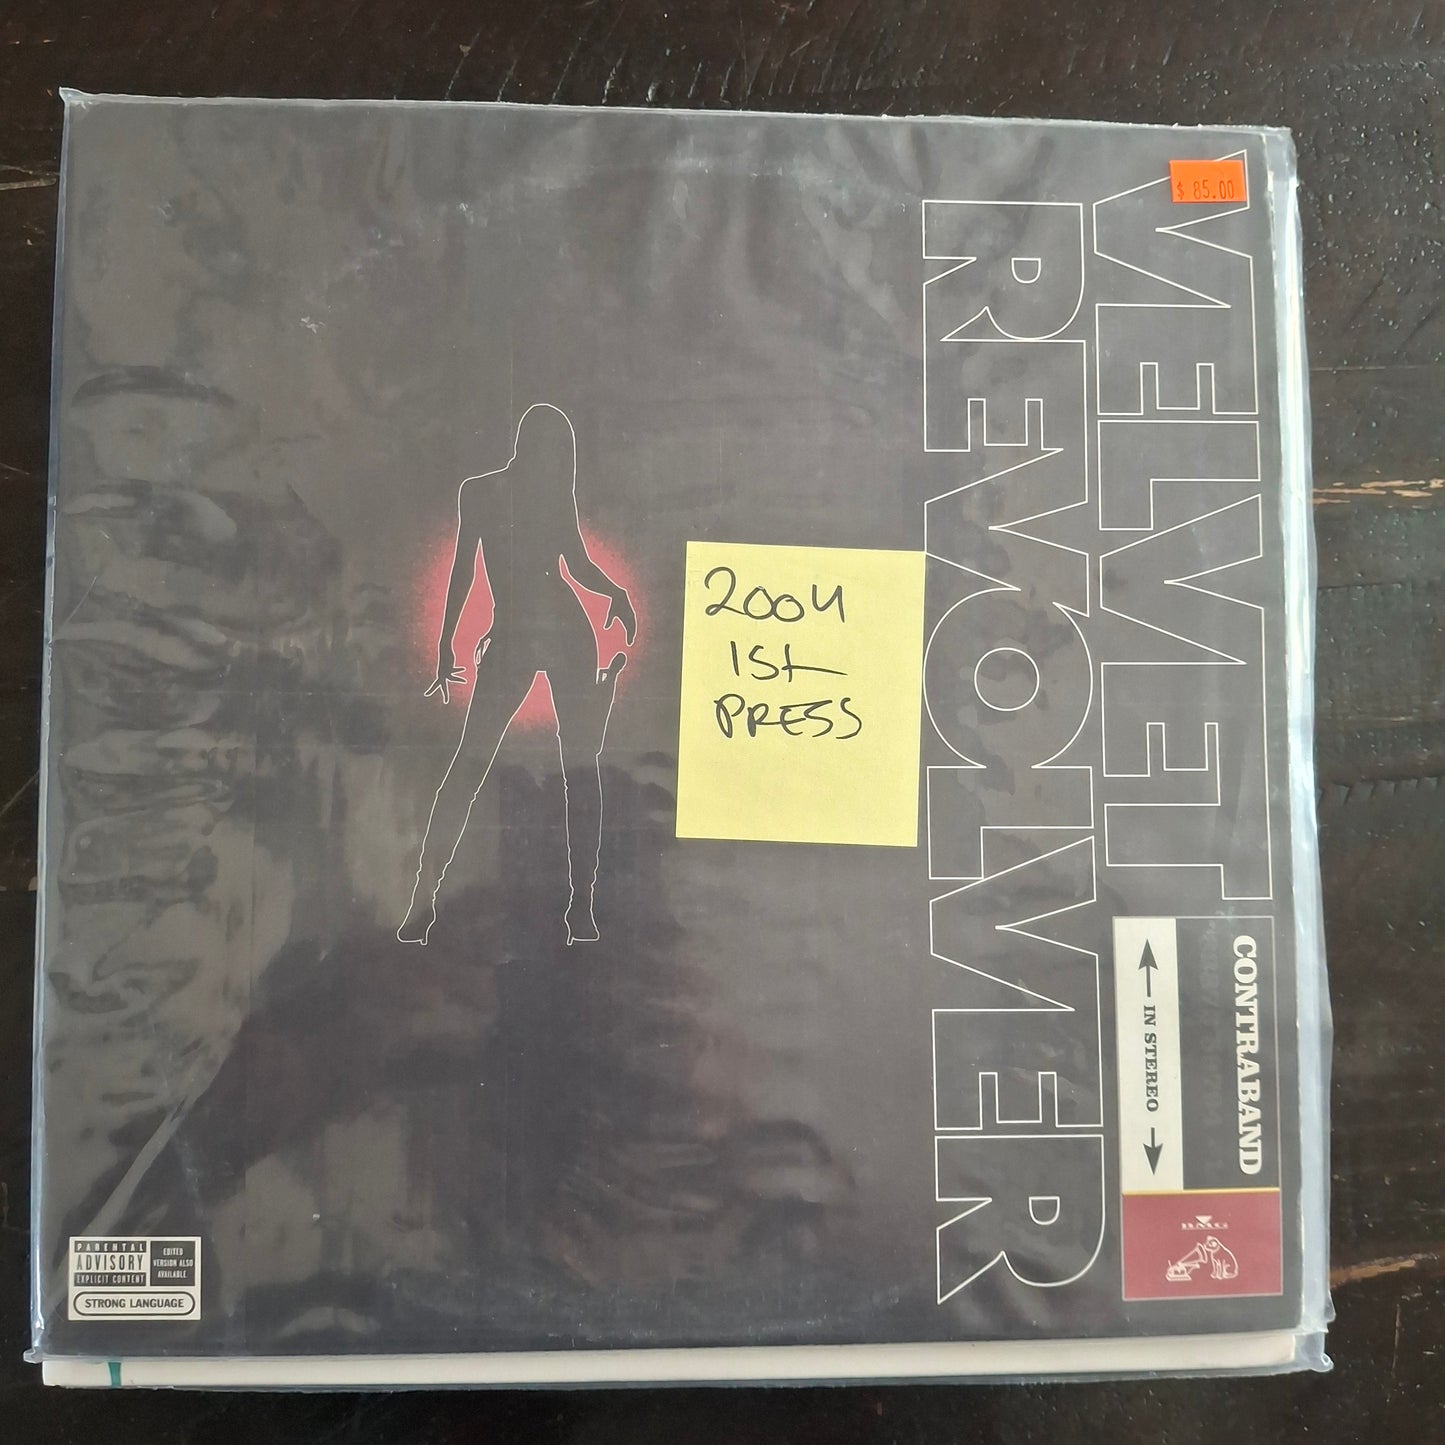 $ 85.00
VELVET
REVOLVER
2004
1st
PRESS
CONTRABAND
IN STEREO
BMG
PARENTAL
ADVISORY
EXPLICIT CONTENT
EDITED
VERSION ALSO
AVAILABLE
STRONG LANGUAGE